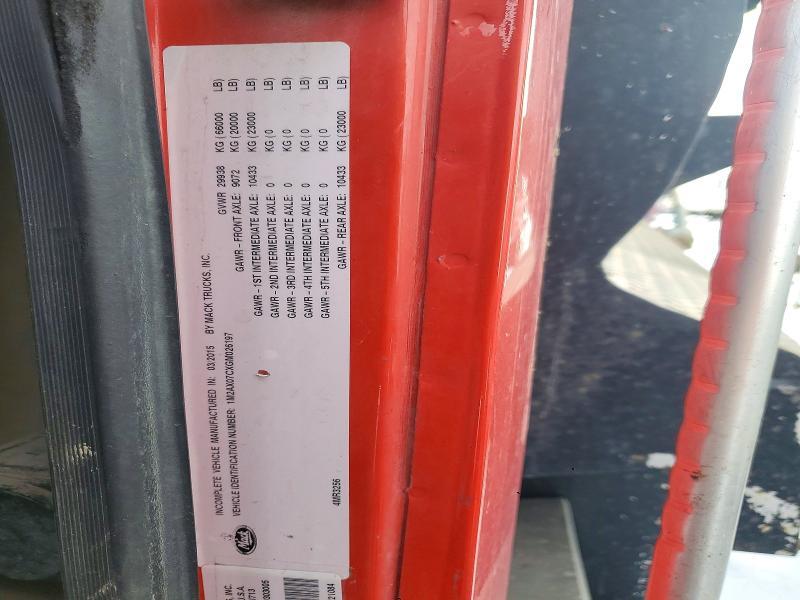 INCOMPLETE VEHICLE MANUFACTURED IN: 03/2015 BY MACK TRUCKS, INC. GVWR 29938 KG ( 66000 LB)
VEHICLE IDENTIFICATION NUMBER: 1M2AX07CXGM026197 GAWR - FRONT AXLE: 9072 KG ( 20000 LB)
GAWR - 1ST INTERMEDIATE AXLE: 10433 KG ( 23000 LB)
GAWR - 2ND INTERMEDIATE AXLE: 0 KG ( 0 LB)
GAWR - 3RD INTERMEDIATE AXLE: 0 KG ( 0 LB)
GAWR - 4TH INTERMEDIATE AXLE: 0 KG ( 0 LB)
GAWR - 5TH INTERMEDIATE AXLE: 0 KG ( 0 LB)
4MR3256 GAWR - REAR AXLE: 10433 KG ( 23000 LB)
Mack
INC.
U.S.A